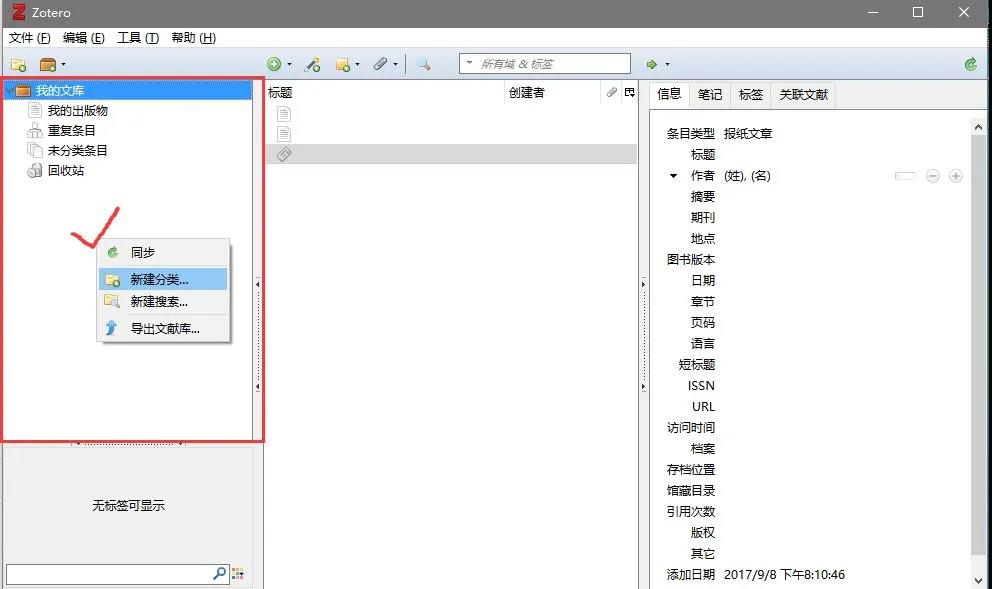 Zotero
文件 (F) 编辑 (E) 工具 (T) 帮助 (H)
所有域 & 标签
我的文库
我的出版物
重复条目
未分类条目
回收站
同步
新建分类...
新建搜索...
导出文献库...
无标签可显示
标题 创建者
信息 笔记 标签 关联文献
条目类型 报纸文章
标题
作者 (姓), (名)
摘要
期刊
地点
图书版本
日期
章节
页码
语言
短标题
ISSN
URL
访问时间
档案
存档位置
馆藏目录
引用次数
版权
其它
添加日期 2017/9/8 下午8:10:46